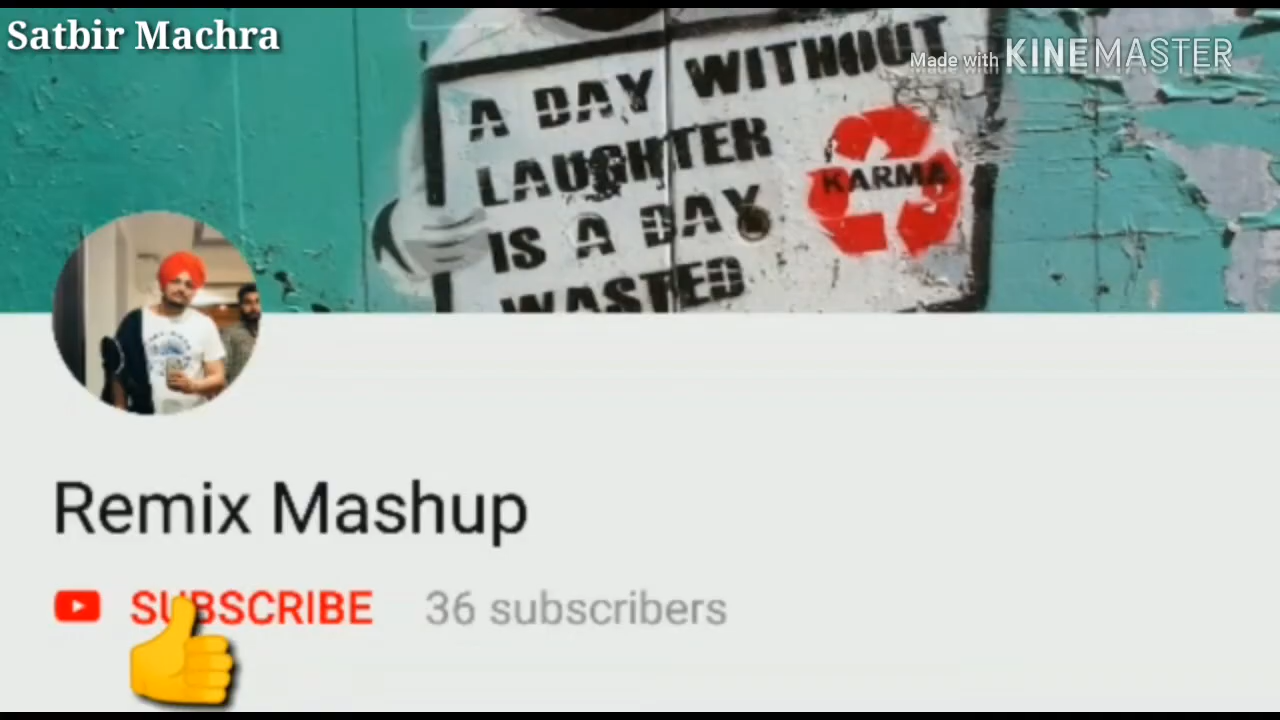 Satbir Machra
Made with KINEMASTER
A DAY WITHOUT
LAUGHTER
IS A DAY
WASTED
KARMA
Remix Mashup
SUBSCRIBE 36 subscribers